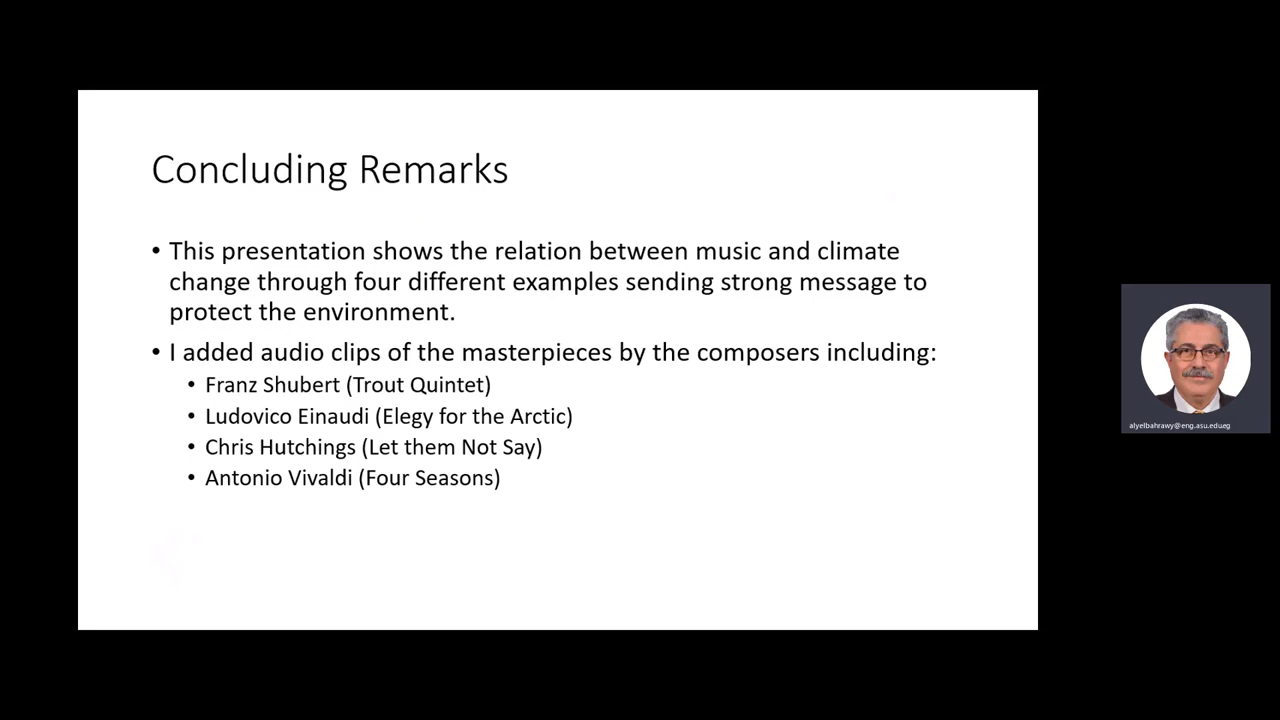 Concluding Remarks
• This presentation shows the relation between music and climate
change through four different examples sending strong message to
protect the environment.
• I added audio clips of the masterpieces by the composers including:
• Franz Shubert (Trout Quintet)
• Ludovico Einaudi (Elegy for the Arctic)
• Chris Hutchings (Let them Not Say)
• Antonio Vivaldi (Four Seasons)
alyelbahrawy@eng.asu.edu.eg